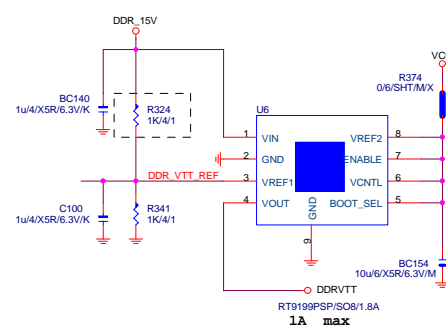 DDR_15V
VC
R374
0/6/SHT/M/X
BC140
1u/4/X5R/6.3V/K
R324
1K/4/1
U6
1 VIN VREF2 8
2 GND ENABLE 7
DDR_VTT_REF
3 VREF1 VCNTL 6
4 VOUT BOOT_SEL 5
GND
9
C100
1u/4/X5R/6.3V/K
R341
1K/4/1
BC154
10u/6/X5R/6.3V/M
DDRVTT
RT9199PSP/SO8/1.8A
1A max